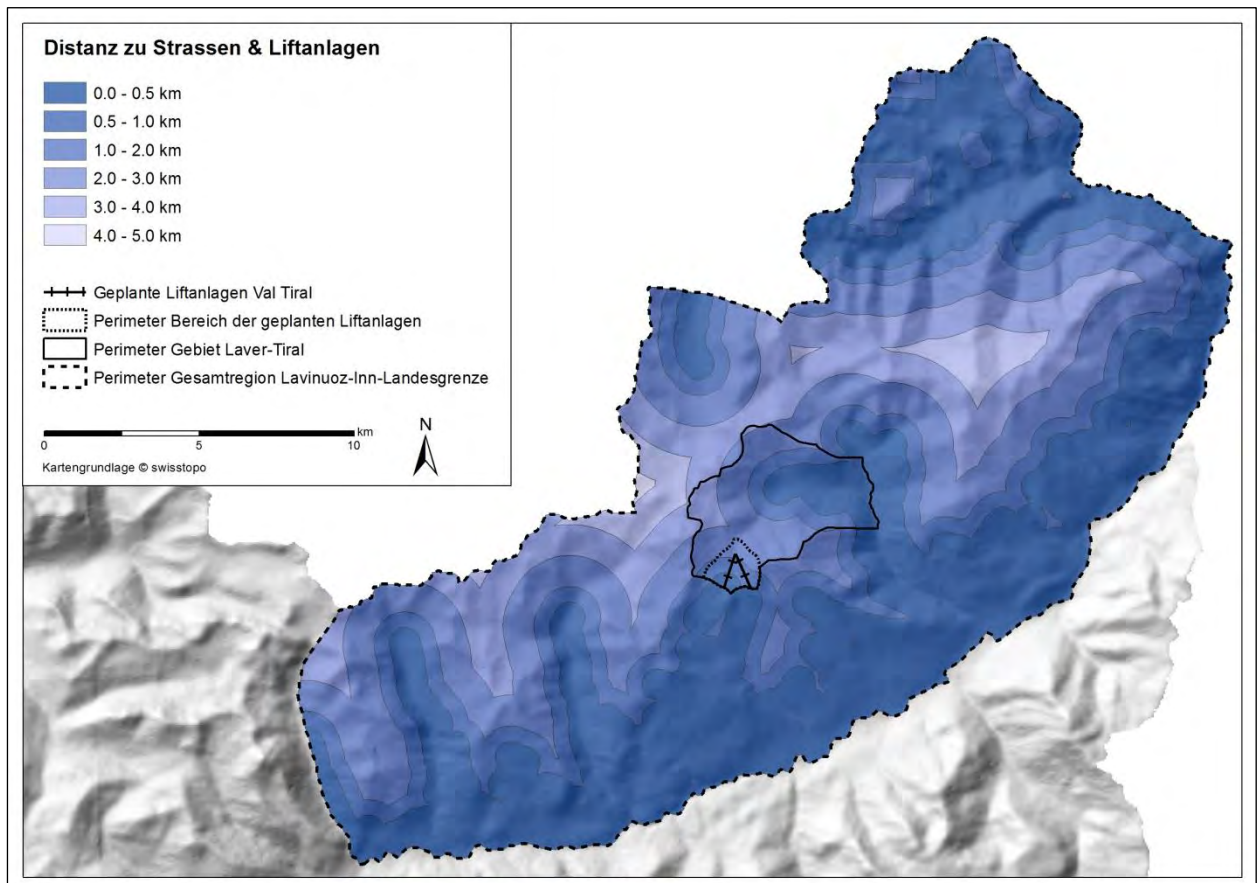 Distanz zu Strassen & Liftanlagen
0.0 - 0.5 km
0.5 - 1.0 km
1.0 - 2.0 km
2.0 - 3.0 km
3.0 - 4.0 km
4.0 - 5.0 km
Geplante Liftanlagen Val Tiral
Perimeter Bereich der geplanten Liftanlagen
Perimeter Gebiet Laver-Tiral
Perimeter Gesamtregion Lavinuoz-Inn-Landesgrenze
N
km
0 5 10
Kartengrundlage © swisstopo